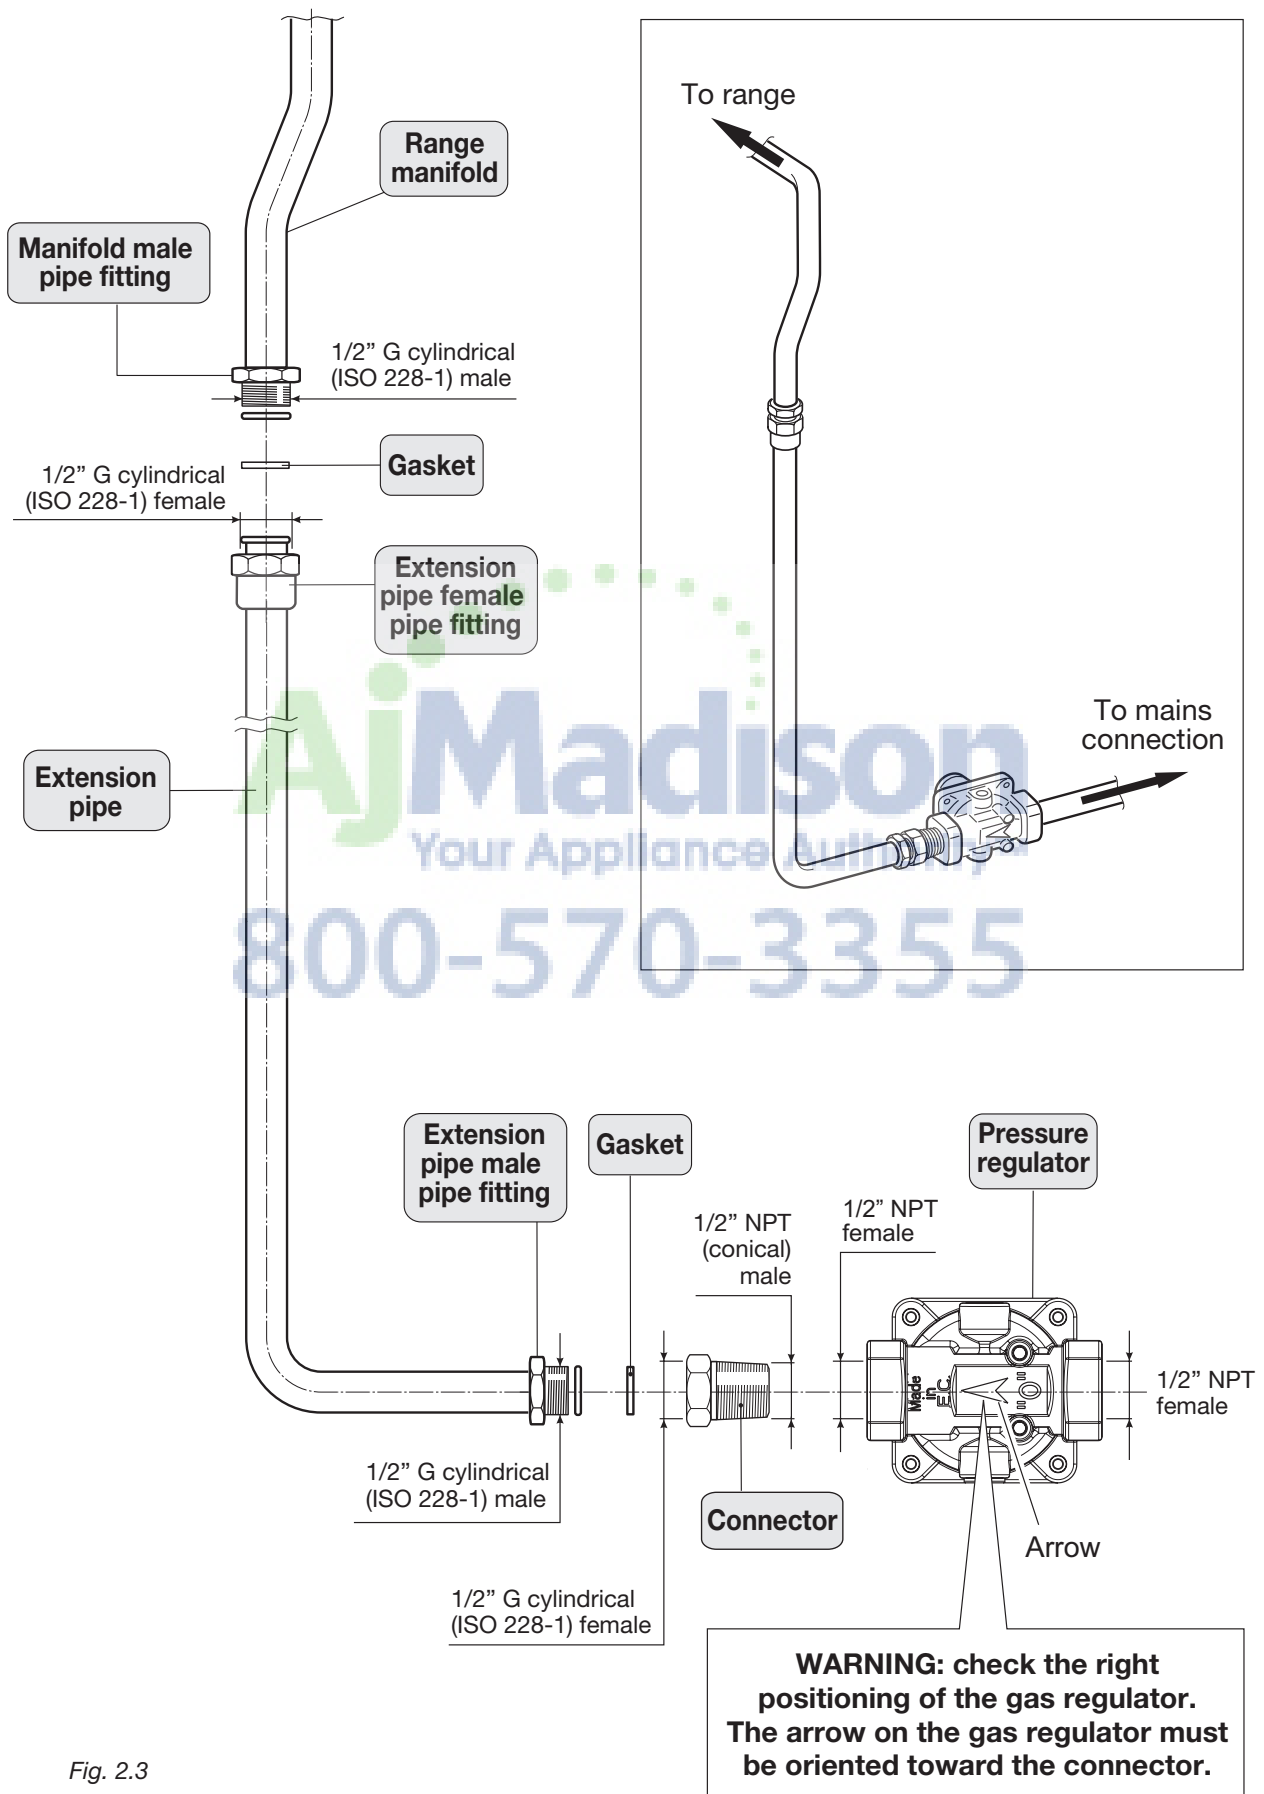 To range
Range
manifold
Manifold male
pipe fitting
1/2” G cylindrical
(ISO 228-1) male
Gasket
1/2” G cylindrical
(ISO 228-1) female
Extension
pipe female
pipe fitting
To mains
connection
Extension
pipe
AjMadison
Your Appliance Authority
800-570-3355
Extension
pipe male
pipe fitting
Gasket
Pressure
regulator
1/2” NPT
(conical)
male
1/2” NPT
female
Made
in
E.C.
1/2” NPT
female
1/2” G cylindrical
(ISO 228-1) male
Connector
Arrow
1/2” G cylindrical
(ISO 228-1) female
WARNING: check the right
positioning of the gas regulator.
The arrow on the gas regulator must
be oriented toward the connector.
Fig. 2.3